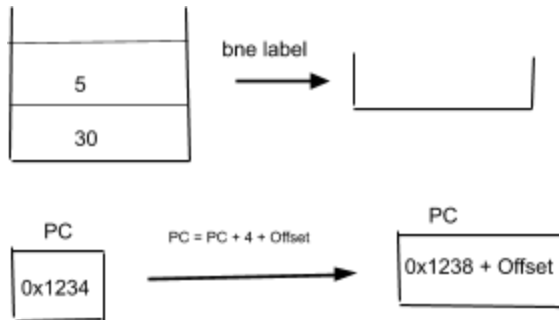 bne label
5
30
PC
PC = PC + 4 + Offset
PC
0x1234
0x1238 + Offset